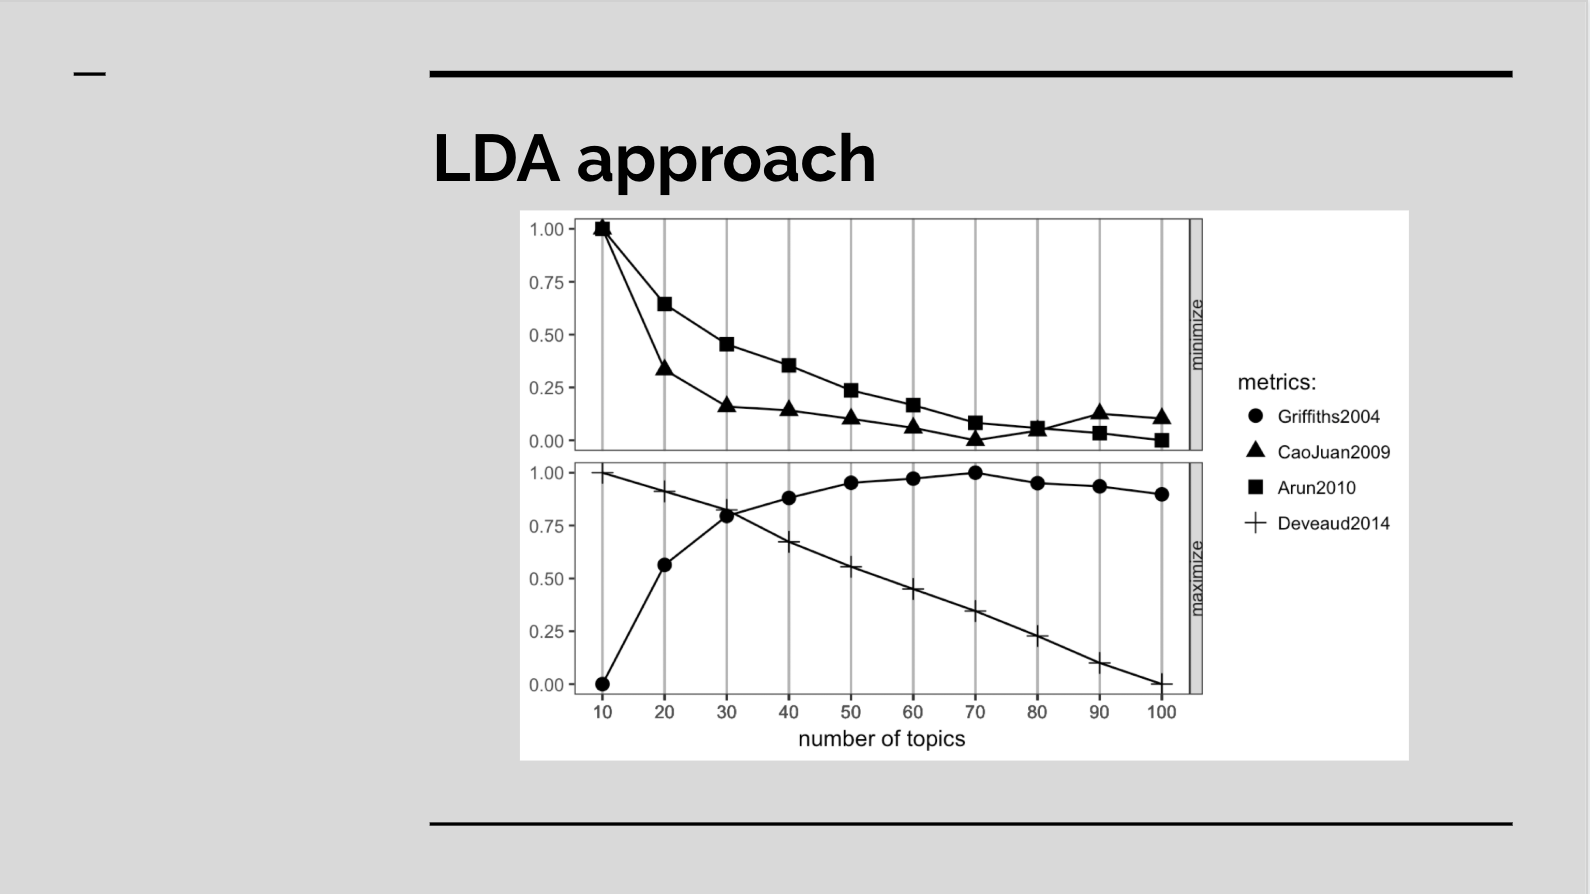 LDA approach
1.00
0.75
0.50
0.25
0.00
minimize
1.00
0.75
0.50
0.25
0.00
maximize
10 20 30 40 50 60 70 80 90 100
number of topics
metrics:
Griffiths2004
CaoJuan2009
Arun2010
Deveaud2014